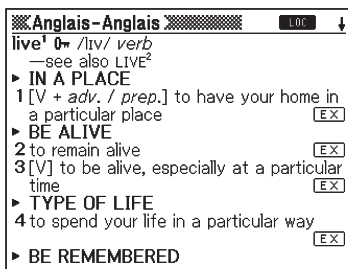 Anglais-Anglais LOC ↓
live¹ /lɪv/ verb
—see also LIVE²
▸ IN A PLACE
1 [V + adv. / prep.] to have your home in
a particular place EX
▸ BE ALIVE
2 to remain alive EX
3 [V] to be alive, especially at a particular
time EX
▸ TYPE OF LIFE
4 to spend your life in a particular way
EX
▸ BE REMEMBERED